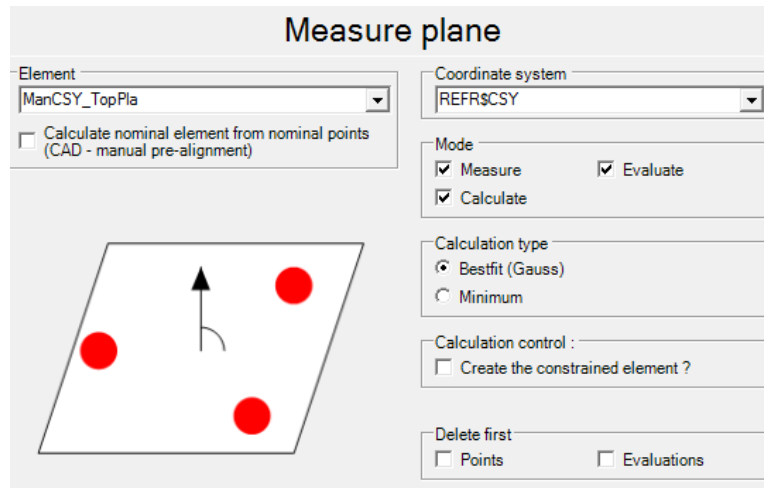 Measure plane
Element
ManCSY_TopPla
Calculate nominal element from nominal points
(CAD - manual pre-alignment)
Coordinate system
REFR$CSY
Mode
Measure
Evaluate
Calculate
Calculation type
Bestfit (Gauss)
Minimum
Calculation control :
Create the constrained element ?
Delete first
Points
Evaluations